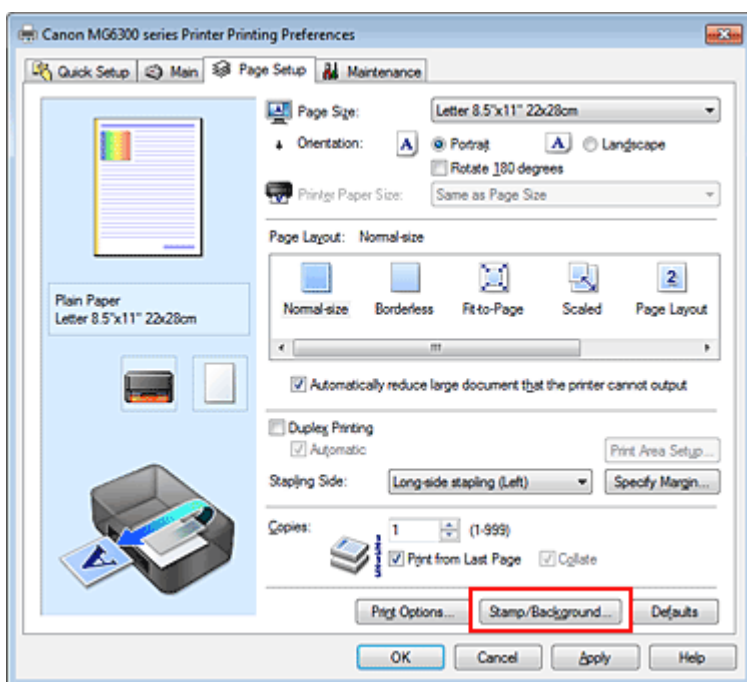 Canon MG6300 series Printer Printing Preferences
Quick Setup Main Page Setup Maintenance
Page Size: Letter 8.5"x11" 22x28cm
Orientation: A Portrait A Landscape
Rotate 180 degrees
Printer Paper Size: Same as Page Size
Page Layout: Normal-size
2
Normal-size Borderless Fit-to-Page Scaled Page Layout
Plain Paper
Letter 8.5"x11" 22x28cm
Automatically reduce large document that the printer cannot output
Duplex Printing
Automatic
Print Area Setup...
Stapling Side: Long-side stapling (Left) Specify Margin...
Copies: 1 (1-999)
Print from Last Page Collate
A
Print Options... Stamp/Background... Defaults
OK Cancel Apply Help